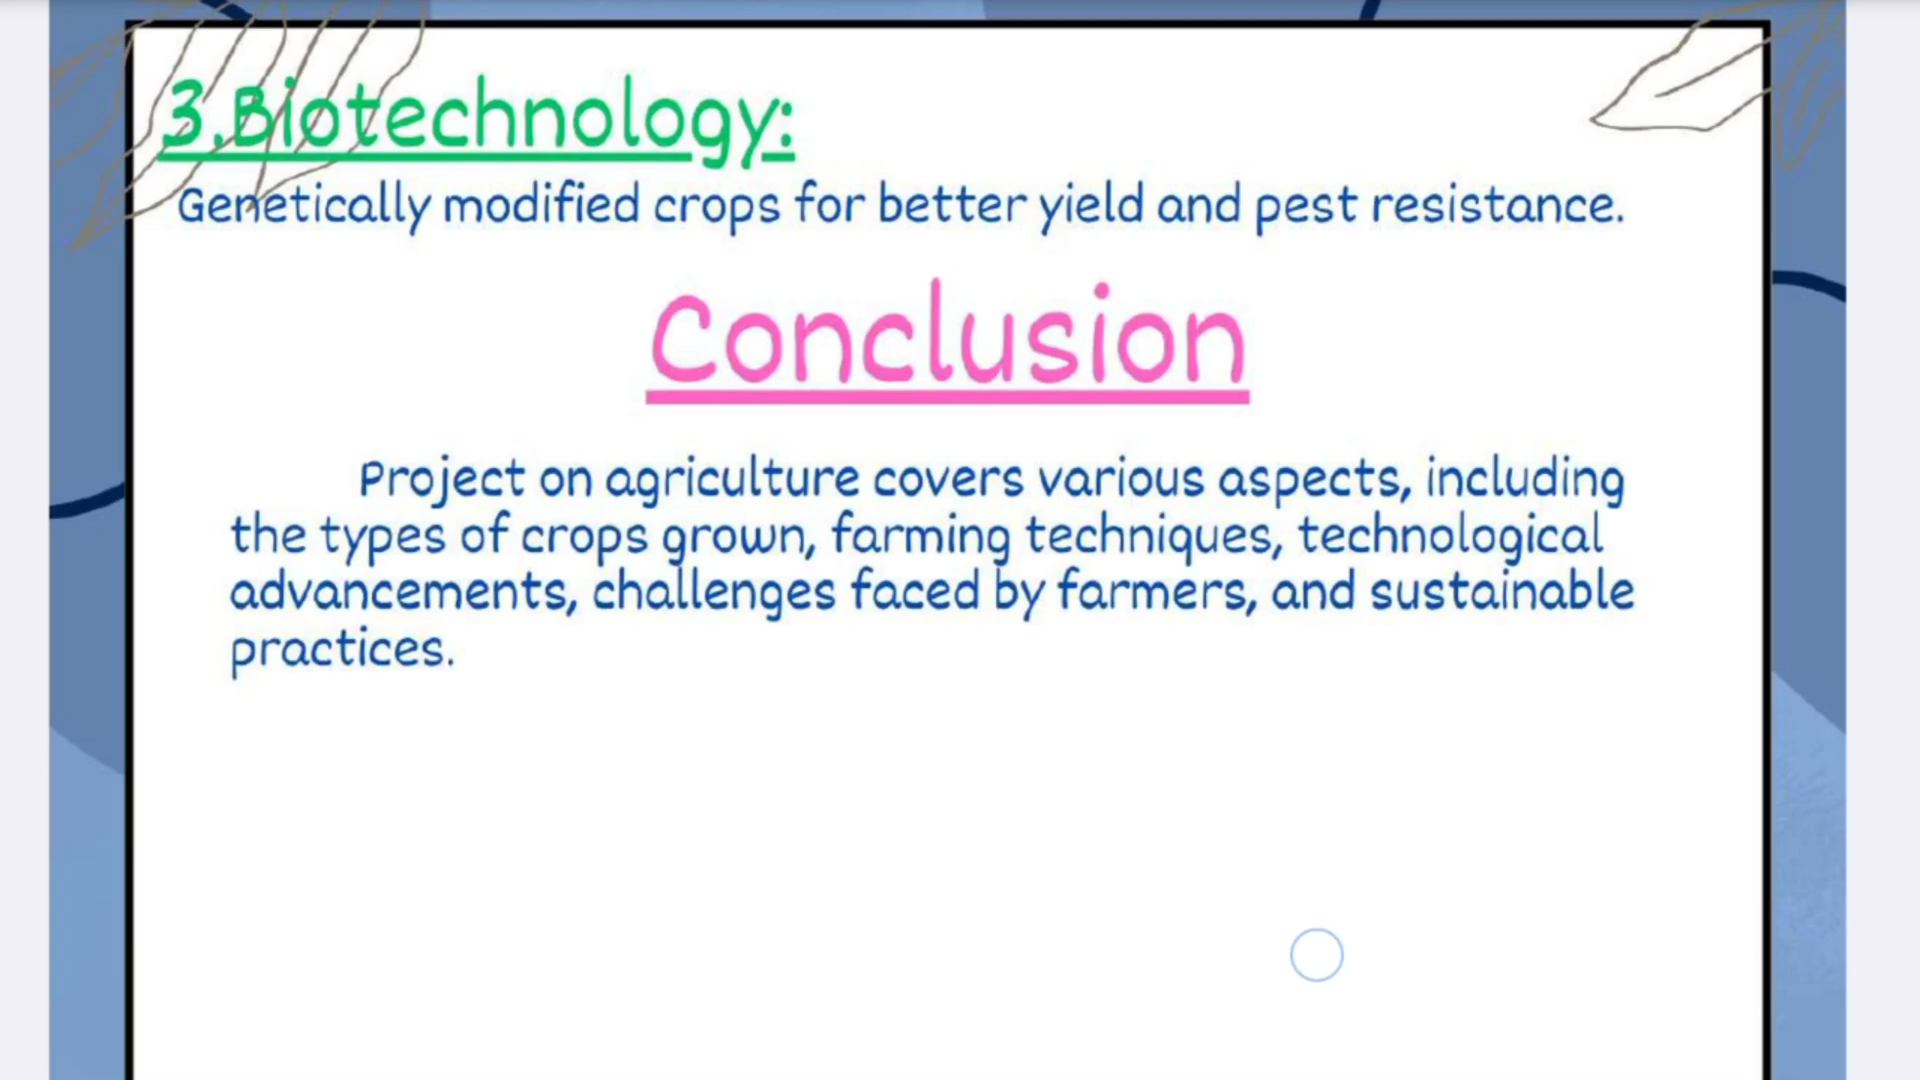 3.Biotechnology:
Genetically modified crops for better yield and pest resistance.
Conclusion
Project on agriculture covers various aspects, including
the types of crops grown, farming techniques, technological
advancements, challenges faced by farmers, and sustainable
practices.